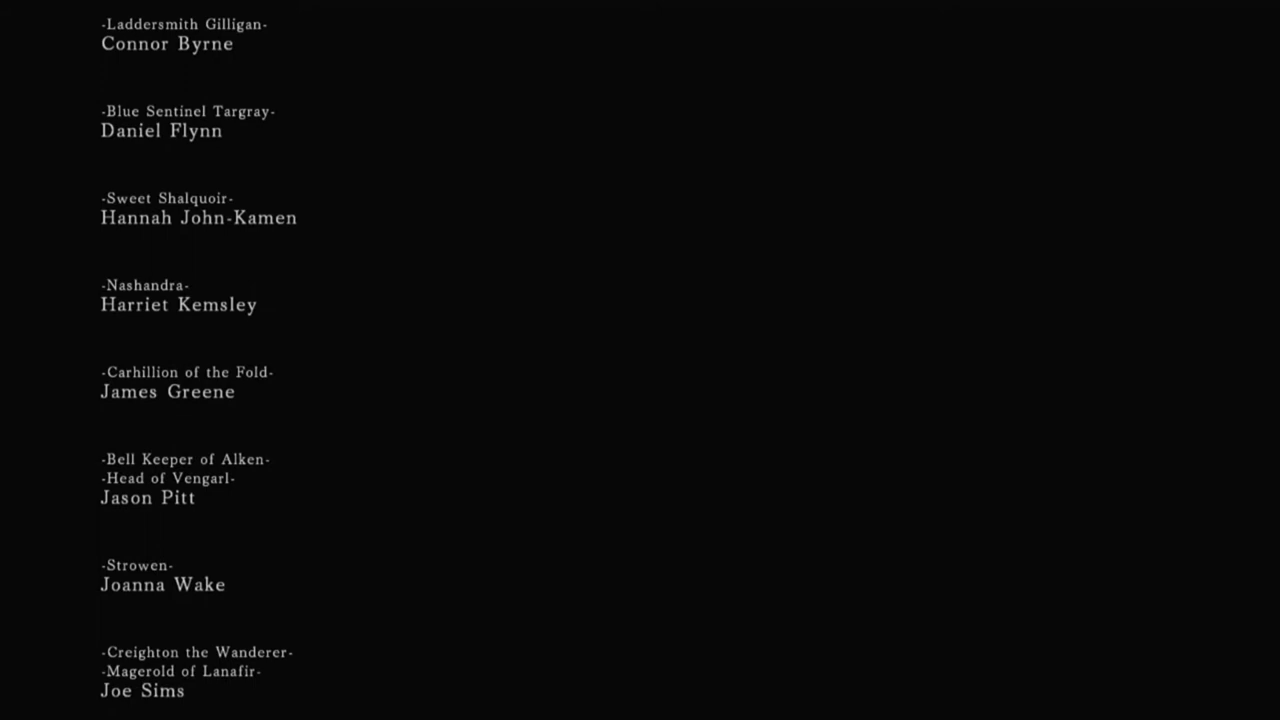 -Laddersmith Gilligan-
Connor Byrne
-Blue Sentinel Targray-
Daniel Flynn
-Sweet Shalquoir-
Hannah John-Kamen
-Nashandra-
Harriet Kemsley
-Carhillion of the Fold-
James Greene
-Bell Keeper of Alken-
-Head of Vengarl-
Jason Pitt
-Strowen-
Joanna Wake
-Creighton the Wanderer-
-Magerold of Lanafir-
Joe Sims